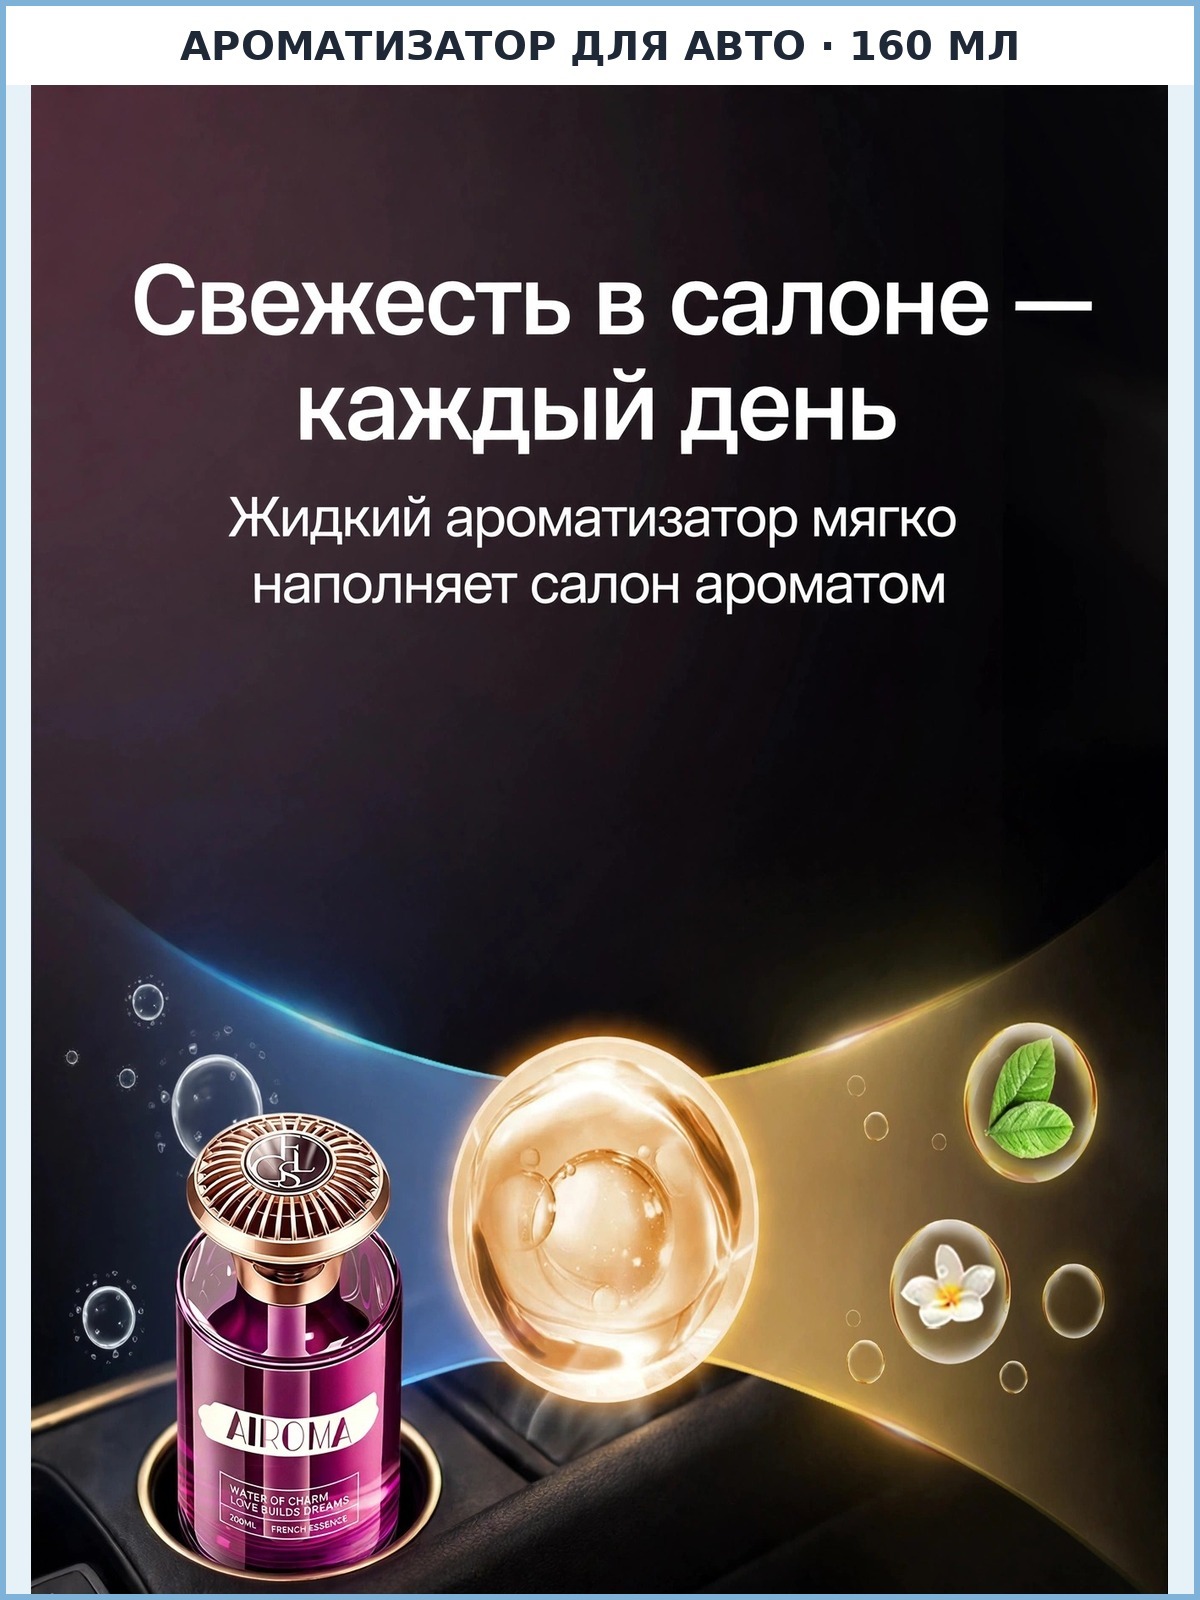 АРОМАТИЗАТОР ДЛЯ АВТО · 160 МЛ
Свежесть в салоне —
каждый день
Жидкий ароматизатор мягко
наполняет салон ароматом
AIROMA
WATER OF CHARM
LOVE BUILDS DREAMS
200ML
FRENCH ESSENCE